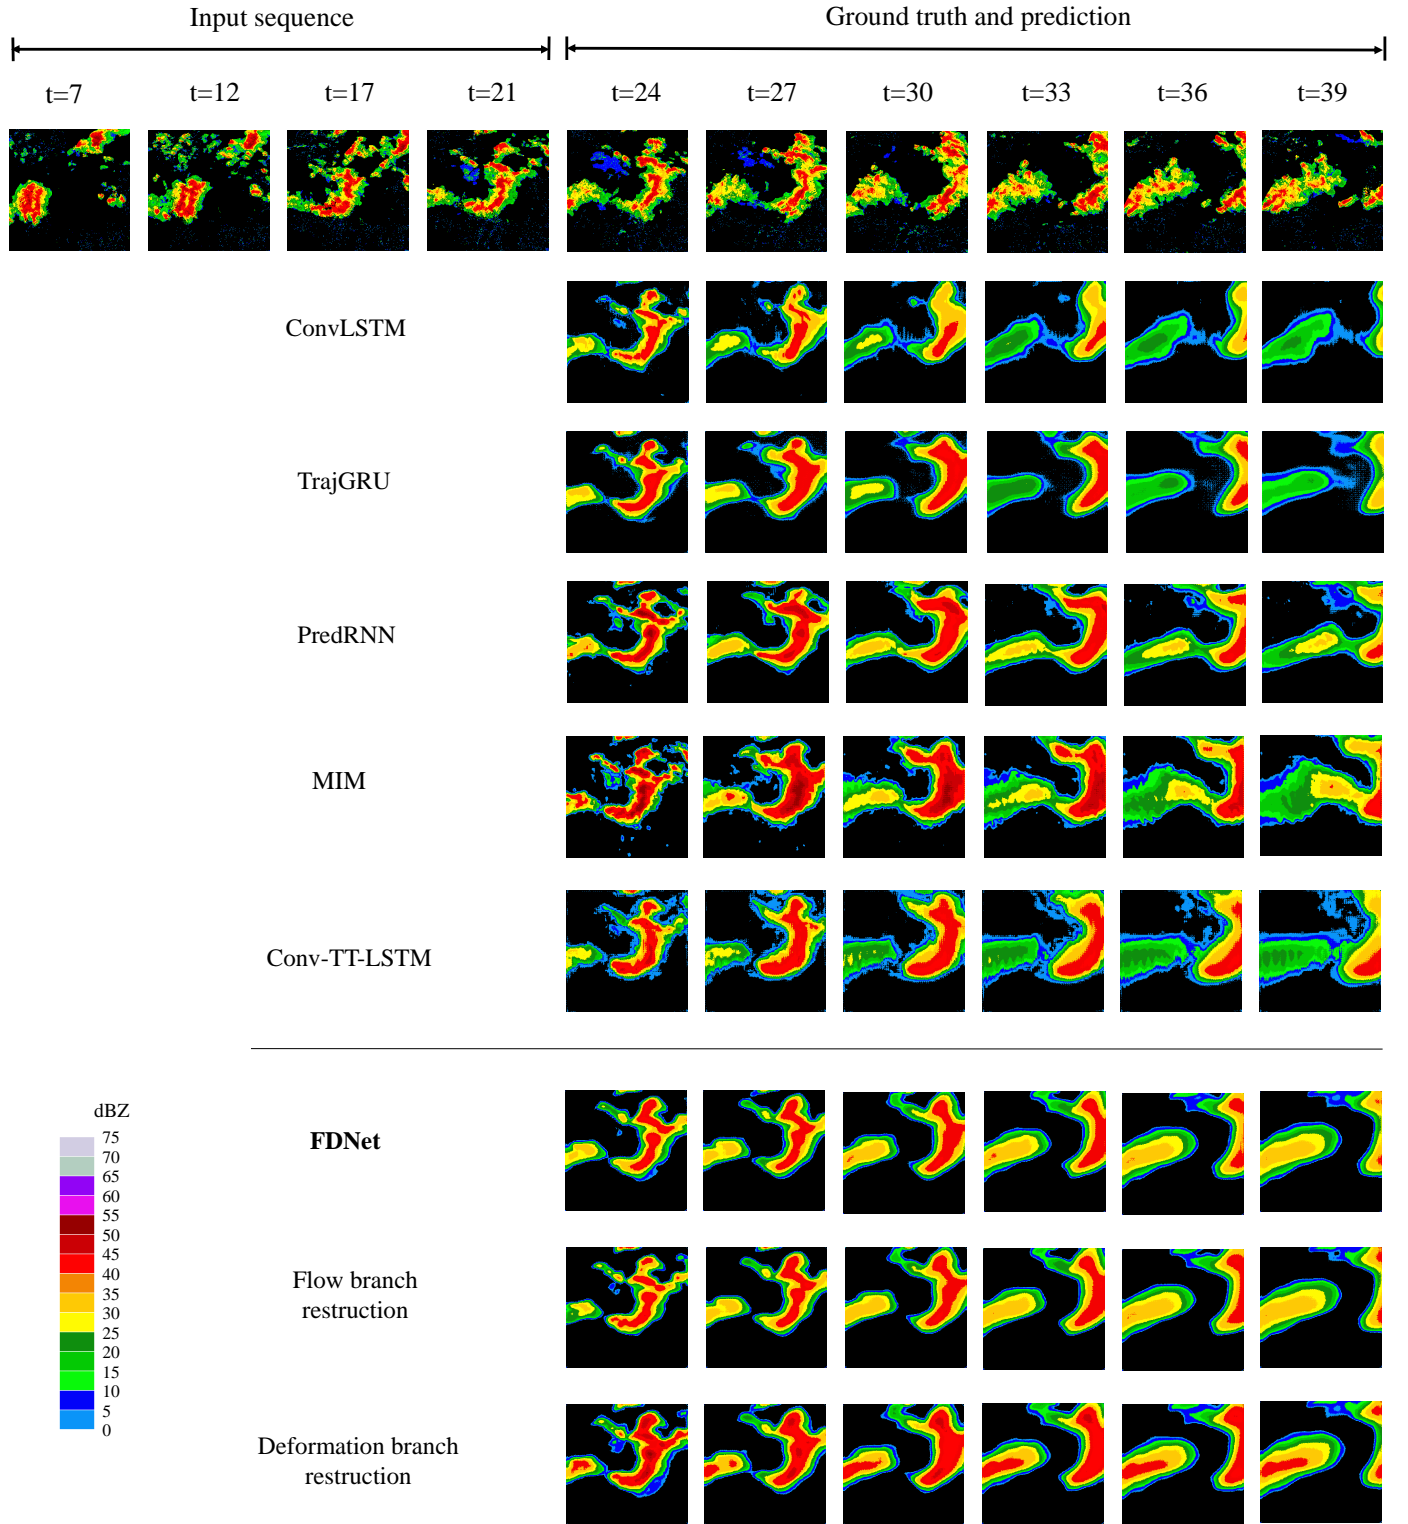 Input sequence
Ground truth and prediction
t=7
t=12
t=17
t=21
t=24
t=27
t=30
t=33
t=36
t=39
ConvLSTM
TrajGRU
PredRNN
MIM
Conv-TT-LSTM
FDNet
Flow branch
restruction
Deformation branch
restruction
dBZ
75
70
65
60
55
50
45
40
35
30
25
20
15
10
5
0